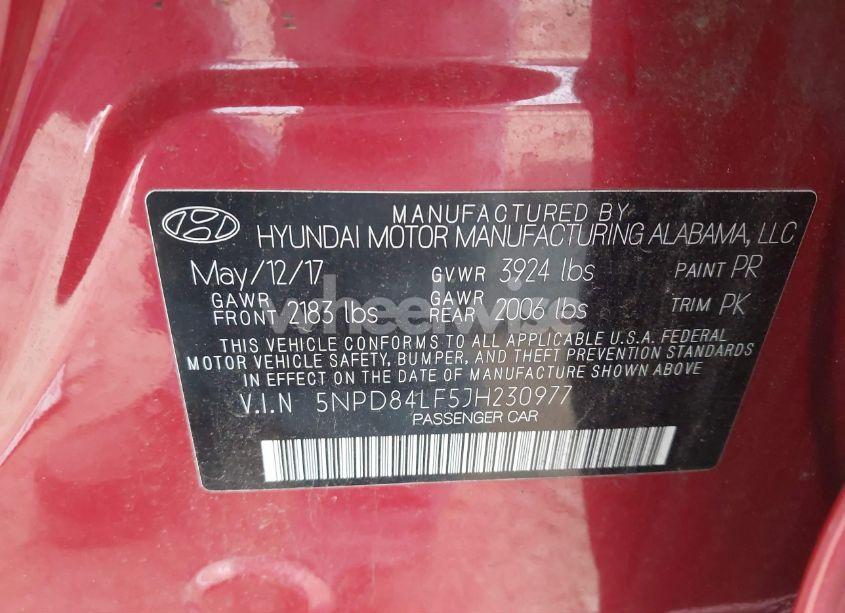 MANUFACTURED BY
HYUNDAI MOTOR MANUFACTURING ALABAMA, LLC
May/12/17 GVWR 3924 lbs PAINT PR
GAWR FRONT 2183 lbs GAWR REAR 2006 lbs TRIM PK
wheelwise
THIS VEHICLE CONFORMS TO ALL APPLICABLE U.S.A. FEDERAL
MOTOR VEHICLE SAFETY, BUMPER, AND THEFT PREVENTION STANDARDS
IN EFFECT ON THE DATE OF MANUFACTURE SHOWN ABOVE
V.I.N 5NPD84LF5JH230977
PASSENGER CAR